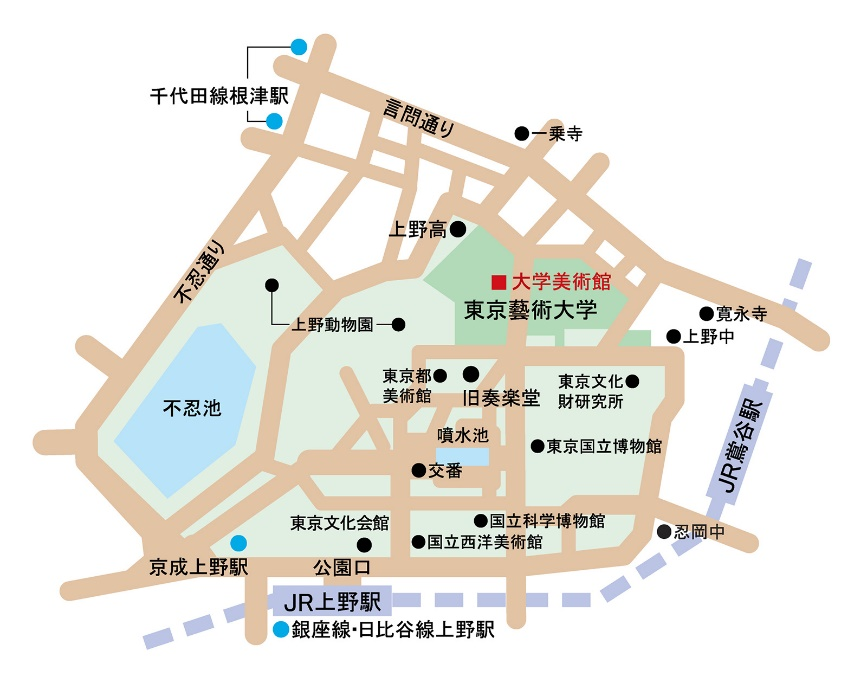 千代田線根津駅
言問通り
一乗寺
上野高
不忍通り
大学美術館
東京藝術大学
寛永寺
上野動物園
上野中
東京都
美術館
旧奏楽堂
東京文化
財研究所
不忍池
噴水池
東京国立博物館
交番
JR鶯谷駅
東京文化会館
国立科学博物館
忍岡中
国立西洋美術館
京成上野駅
公園口
JR上野駅
銀座線・日比谷線上野駅